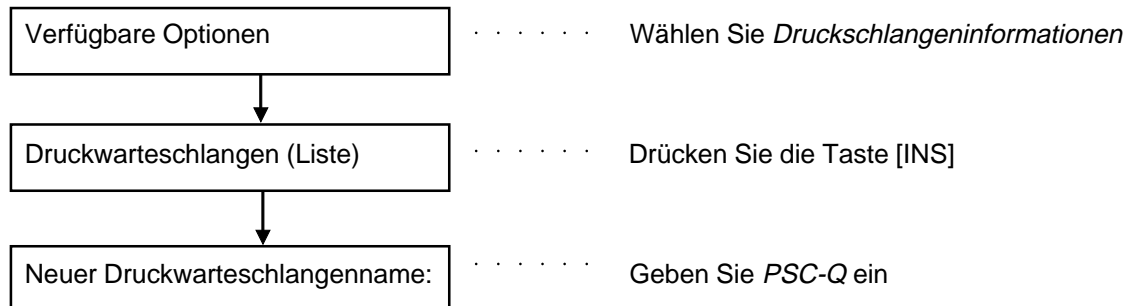 Verfügbare Optionen . . . . . . Wählen Sie Druckschlangeninformationen
Druckwarteschlangen (Liste) . . . . . . Drücken Sie die Taste [INS]
Neuer Druckwarteschlangenname: . . . . . . Geben Sie PSC-Q ein